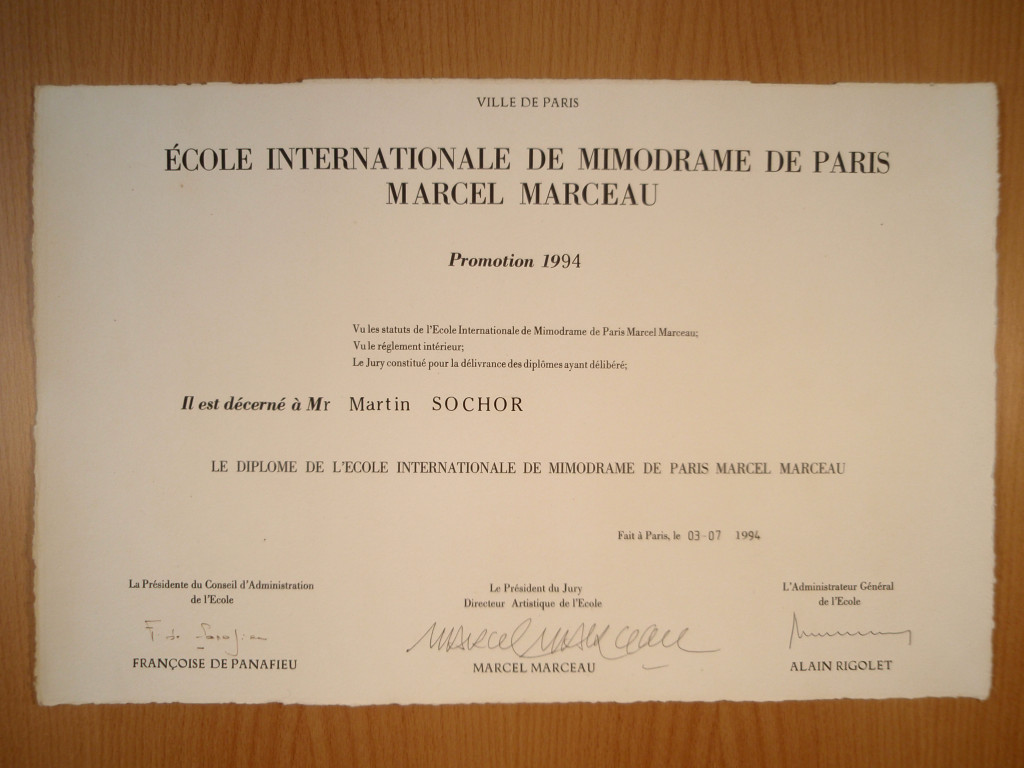 VILLE DE PARIS
ÉCOLE INTERNATIONALE DE MIMODRAME DE PARIS
MARCEL MARCEAU
Promotion 1994
Vu les statuts de l'Ecole Internationale de Mimodrame de Paris Marcel Marceau;
Vu le réglement intérieur;
Le Jury constitué pour la délivrance des diplômes ayant délibéré;
Il est décerné à Mr Martin SOCHOR
LE DIPLOME DE L'ECOLE INTERNATIONALE DE MIMODRAME DE PARIS MARCEL MARCEAU
Fait à Paris, le 03-07 1994
La Présidente du Conseil d'Administration
de l'Ecole
F. de Panafieu
FRANÇOISE DE PANAFIEU
Le Président du Jury
Directeur Artistique de l'Ecole
MARCEL MARCEAU
MARCEL MARCEAU
L'Administrateur Général
de l'Ecole
ALAIN RIGOLET